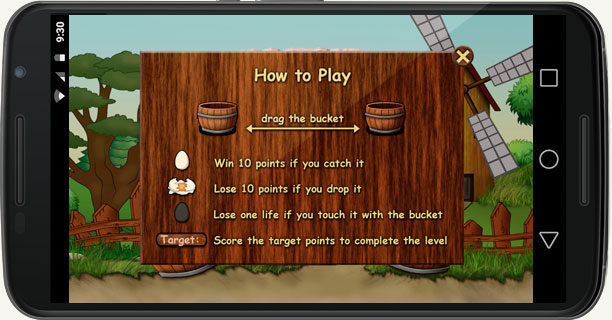 9:30
How to Play
drag the bucket
Win 10 points if you catch it
Lose 10 points if you drop it
Lose one life if you touch it with the bucket
Target: Score the target points to complete the level